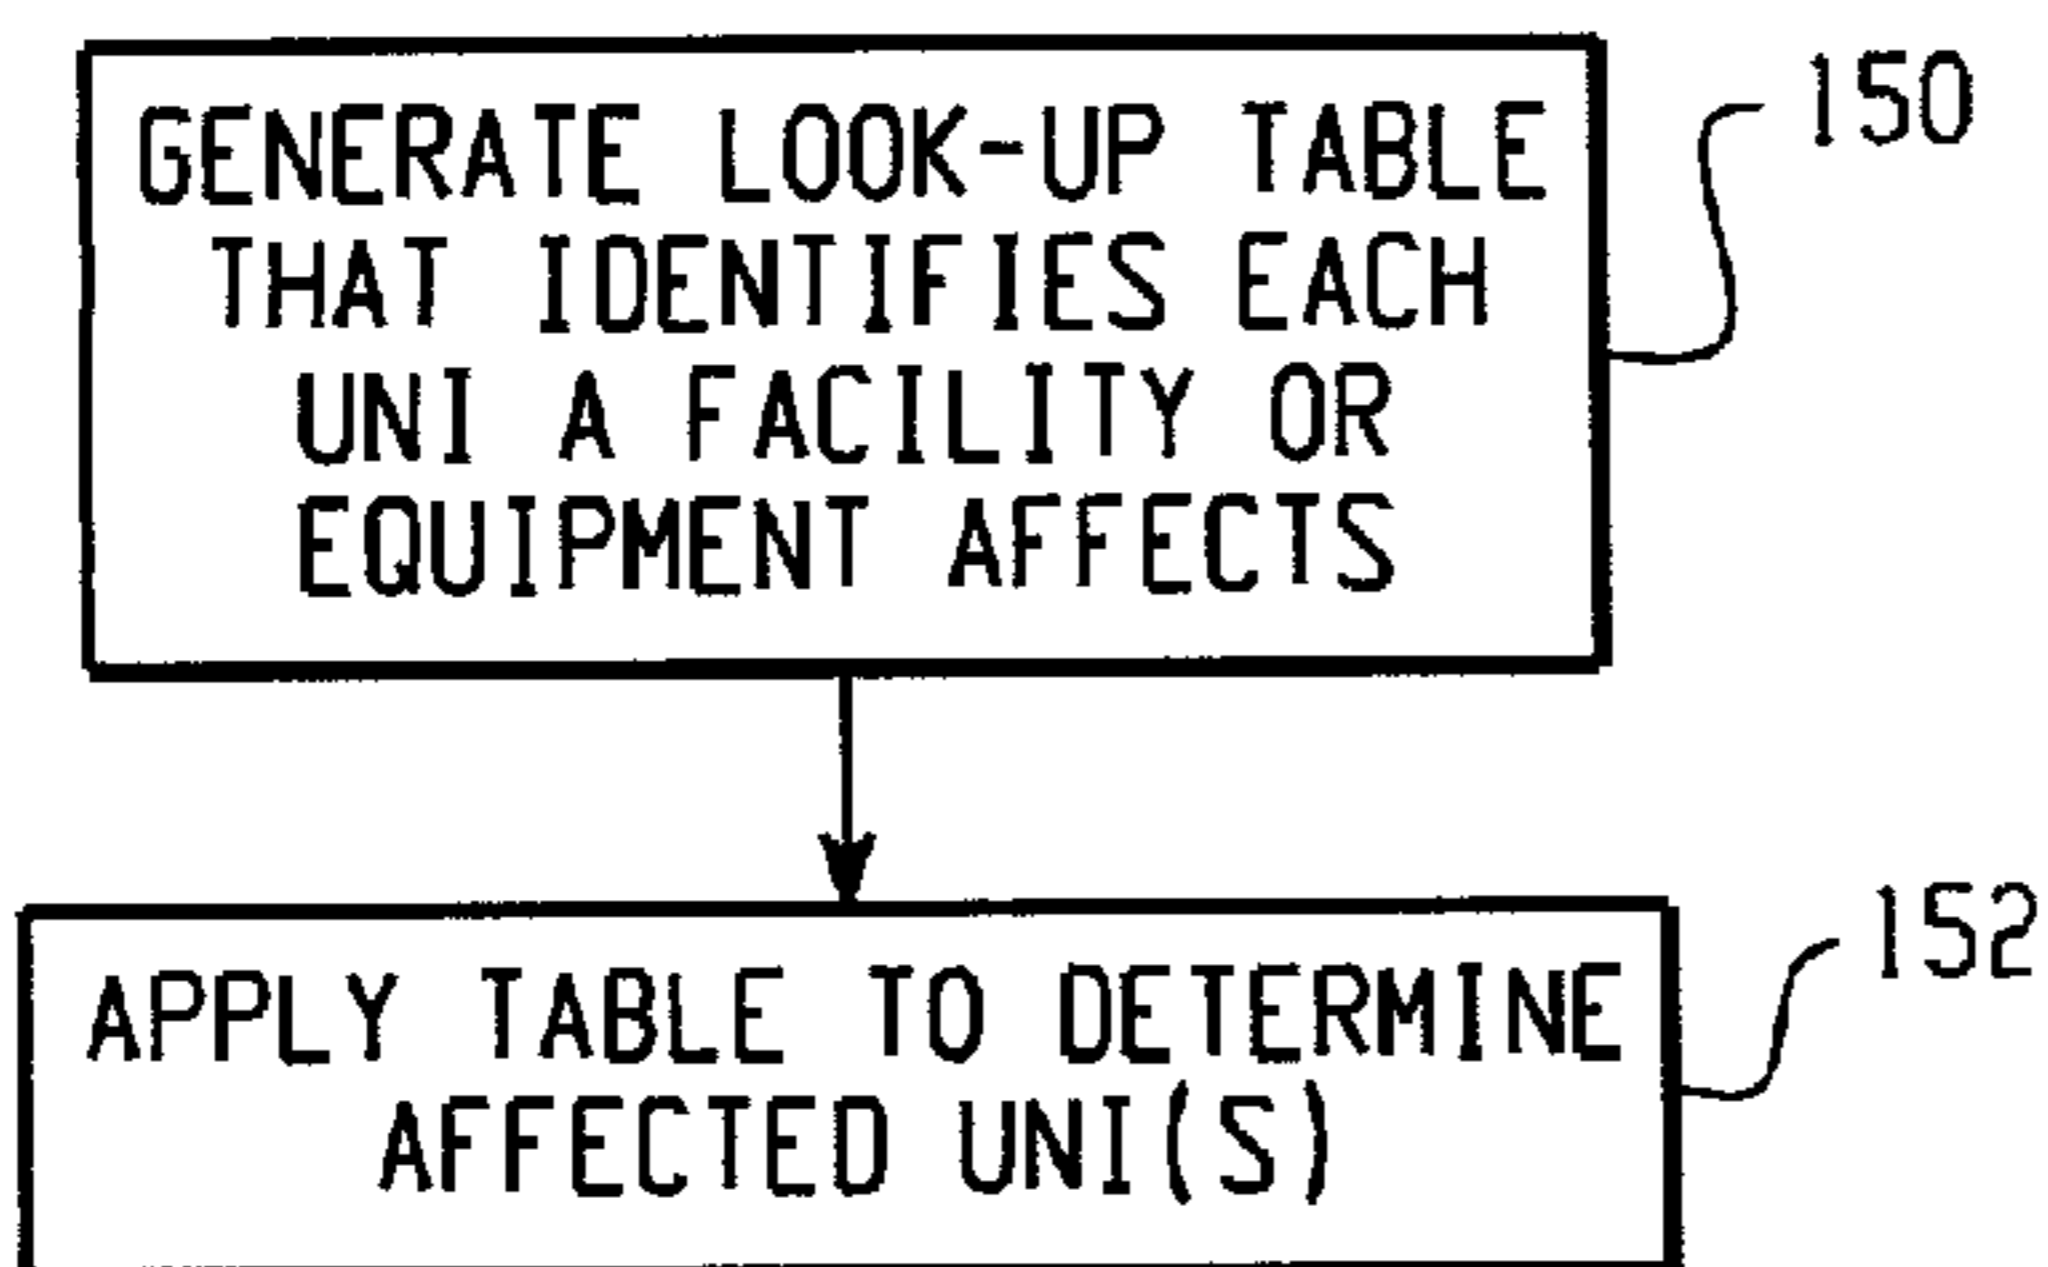 GENERATE LOOK-UP TABLE
THAT IDENTIFIES EACH
UNI A FACILITY OR
EQUIPMENT AFFECTS
150
APPLY TABLE TO DETERMINE
AFFECTED UNI(S)
152